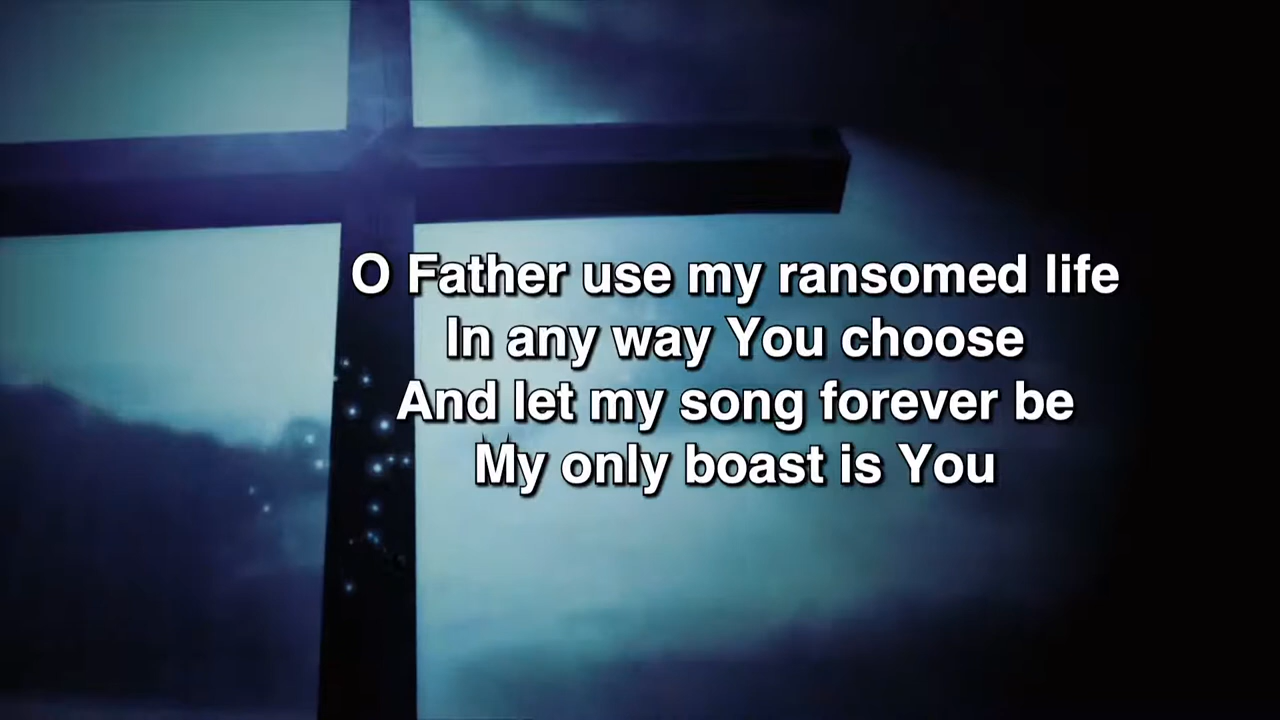 O Father use my ransomed life
In any way You choose
And let my song forever be
My only boast is You